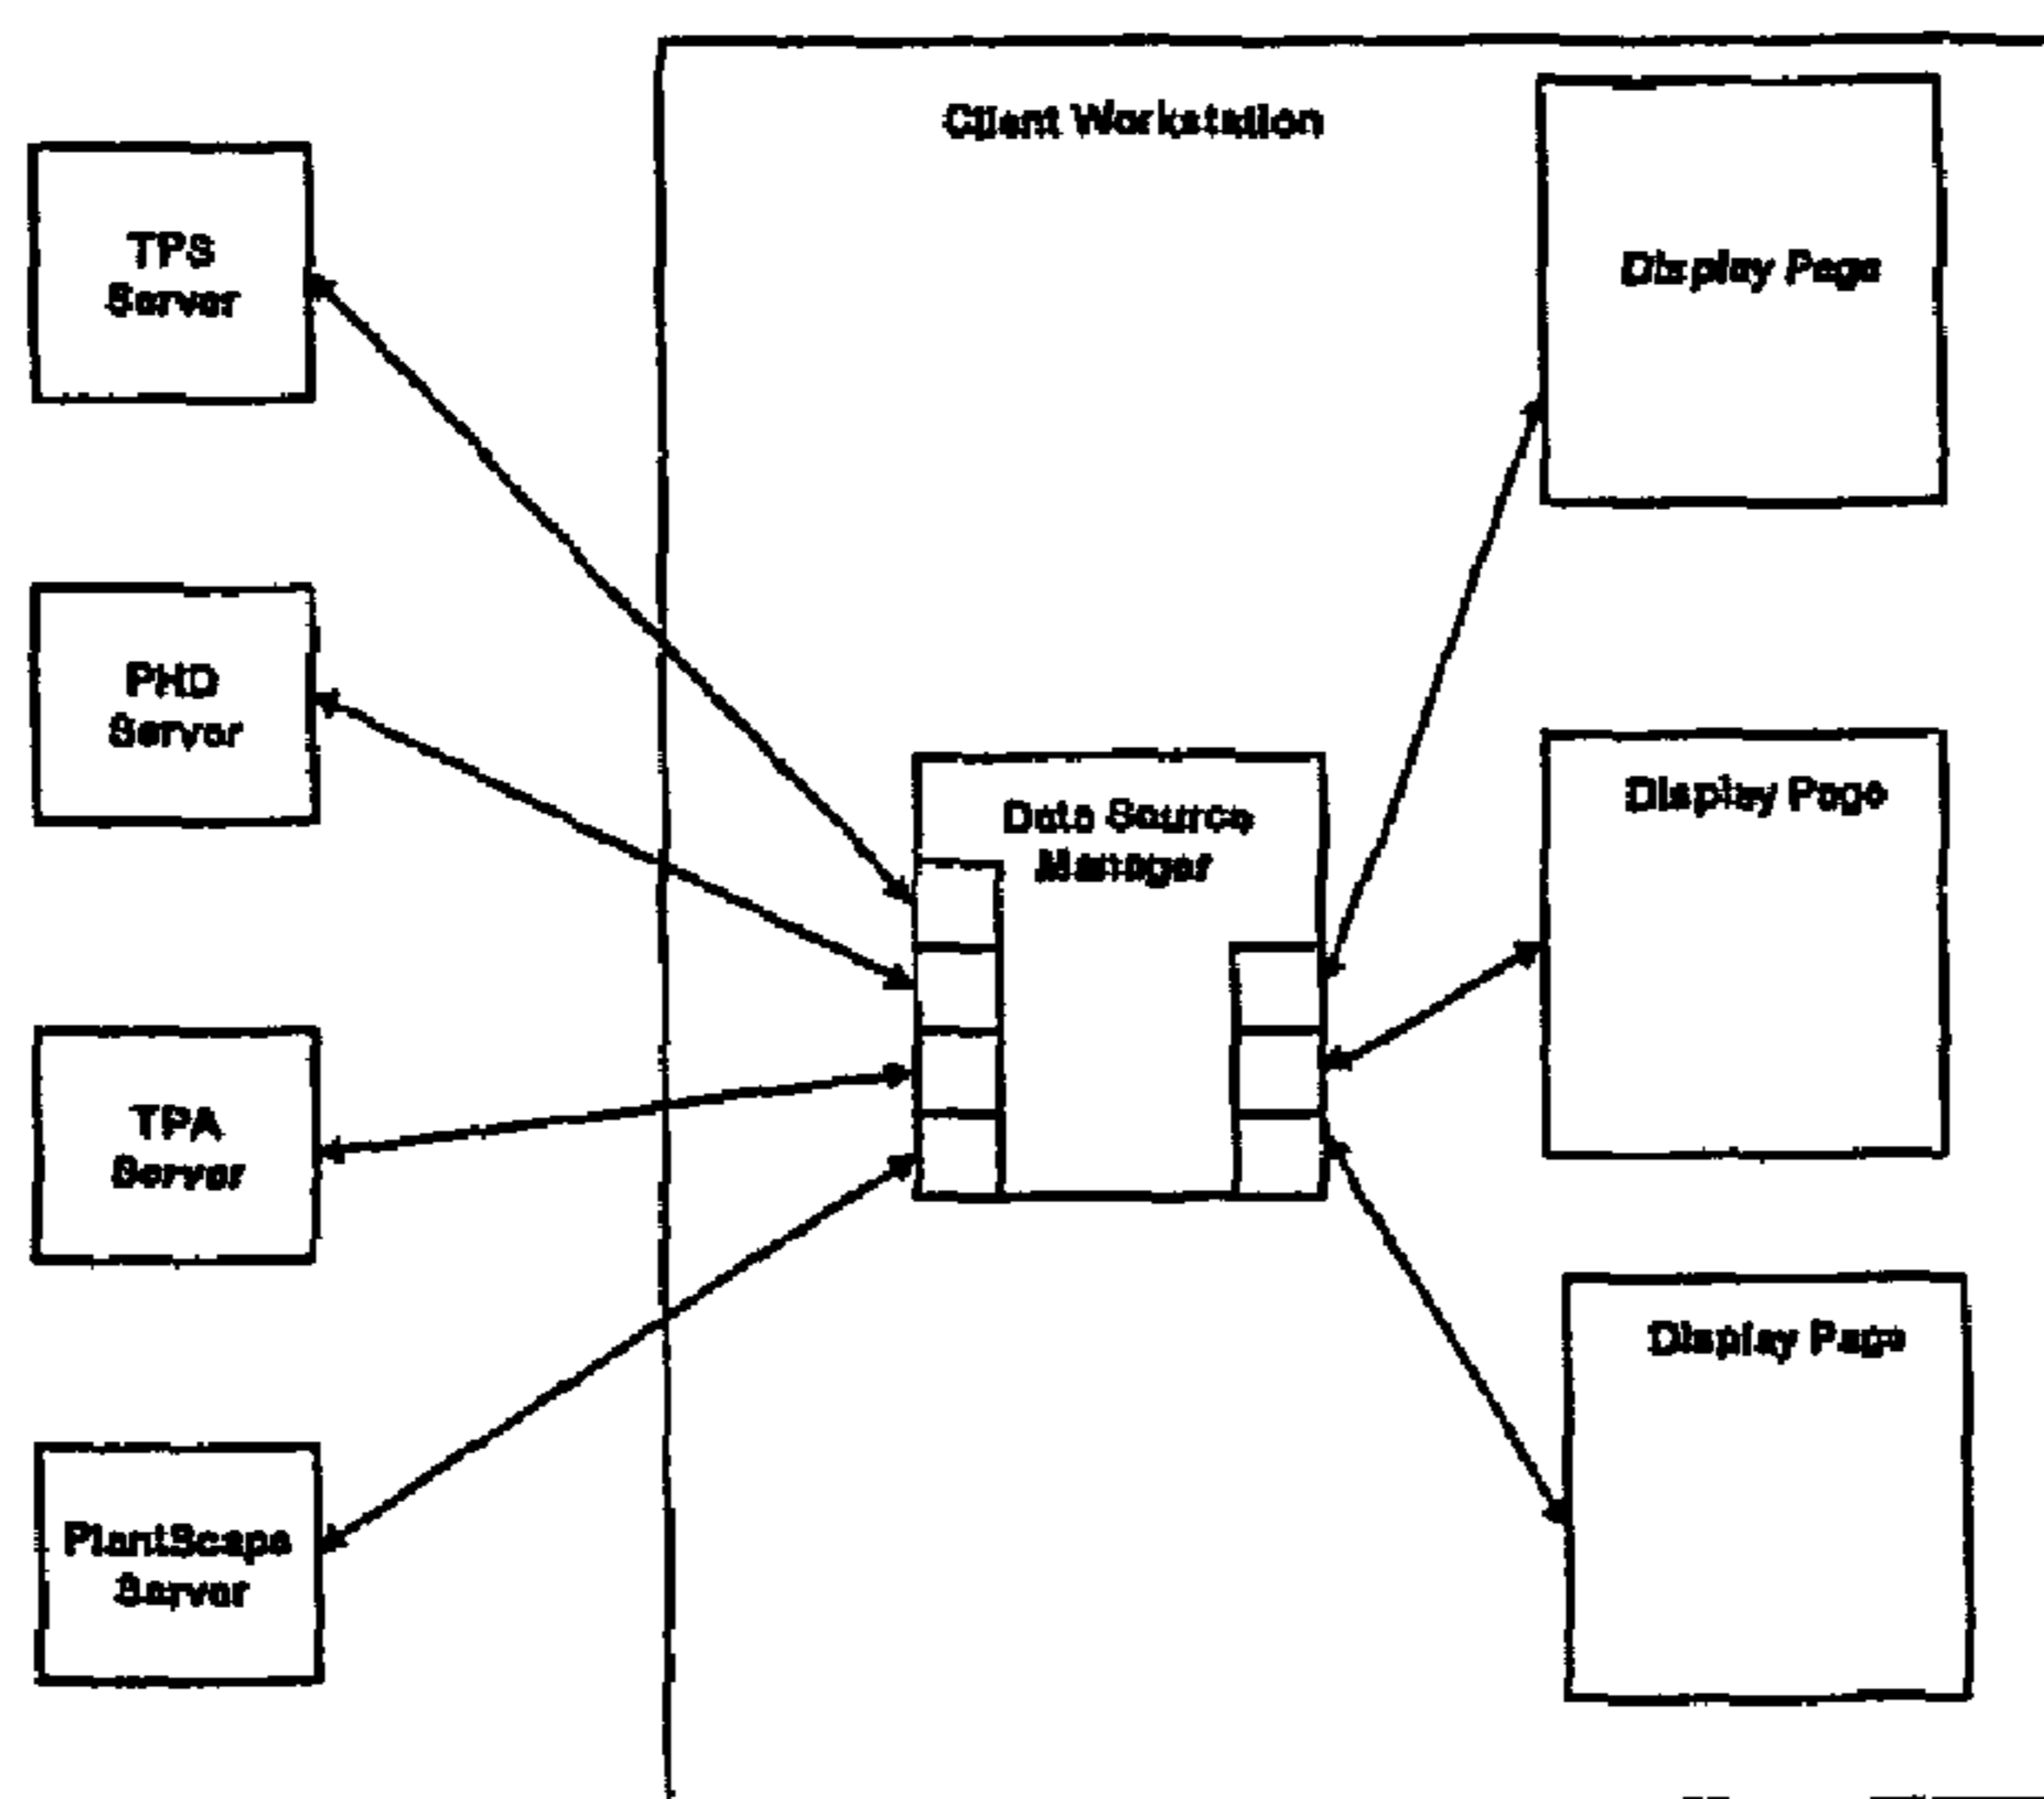 Client Workstation
TPS
Server
Display Page
PHD
Server
Data Source
Manager
Display Page
TPA
Server
Display Page
PlantScape
Server